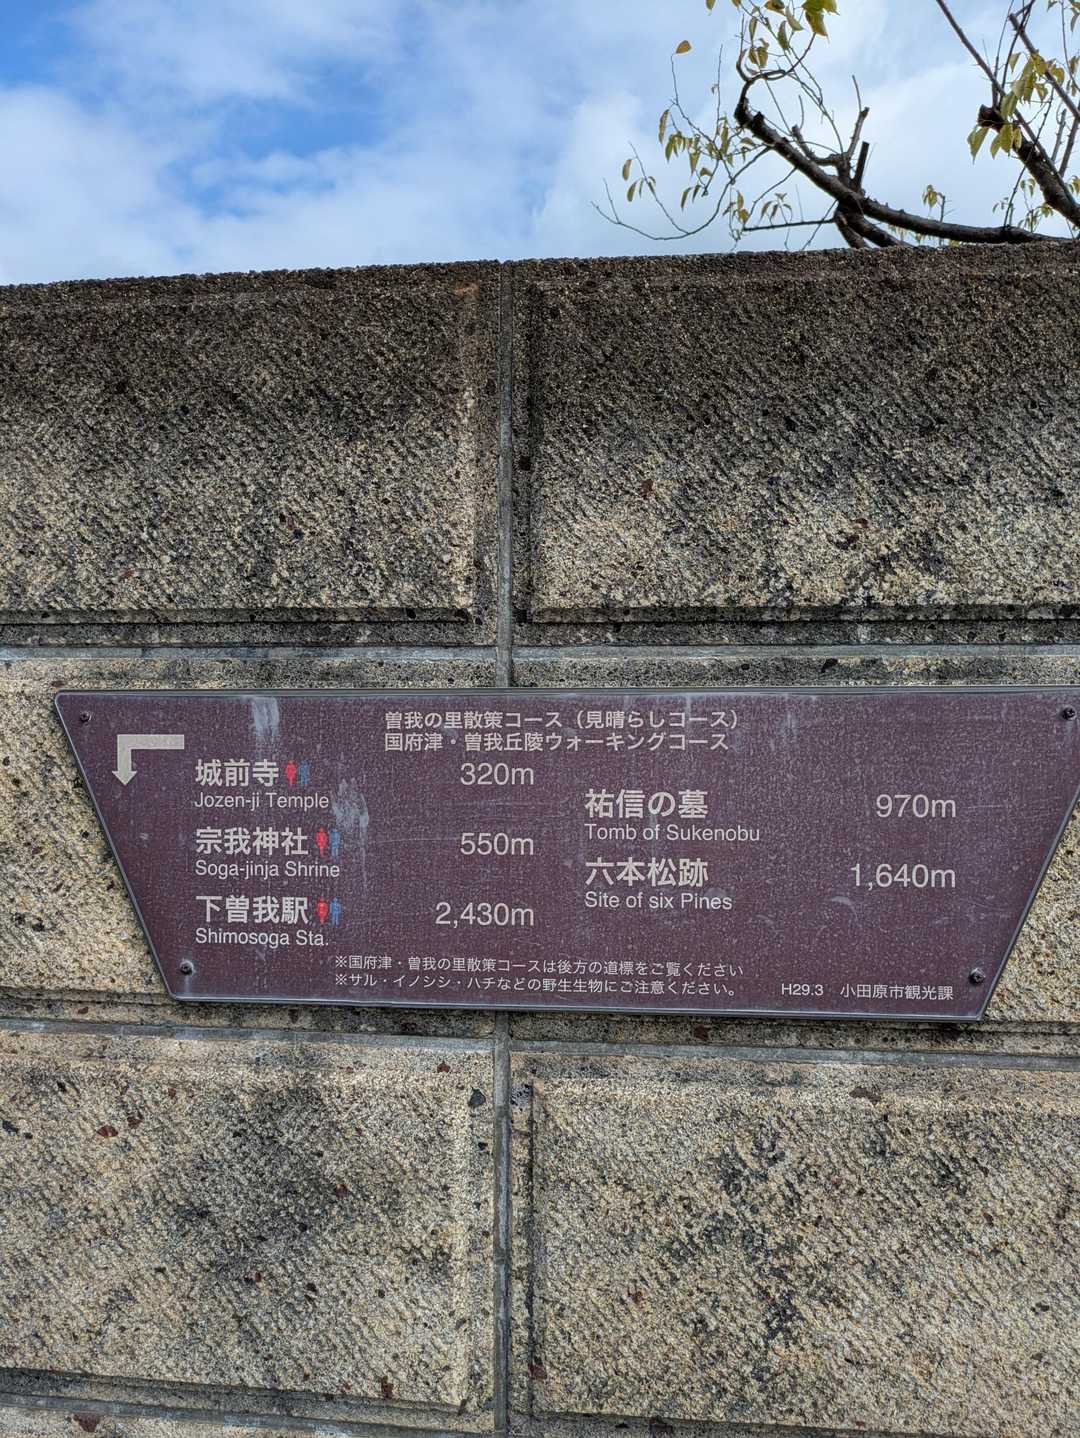 曽我の里散策コース（見晴らしコース）
国府津・曽我丘陵ウォーキングコース
城前寺 320m
Jozen-ji Temple
宗我神社 550m
Soga-jinja Shrine
下曽我駅 2,430m
Shimosoga Sta.
祐信の墓 970m
Tomb of Sukenobu
六本松跡 1,640m
Site of six Pines
※国府津・曽我の里散策コースは後方の道標をご覧ください
※サル・イノシシ・ハチなどの野生生物にご注意ください。
H29.3 小田原市観光課